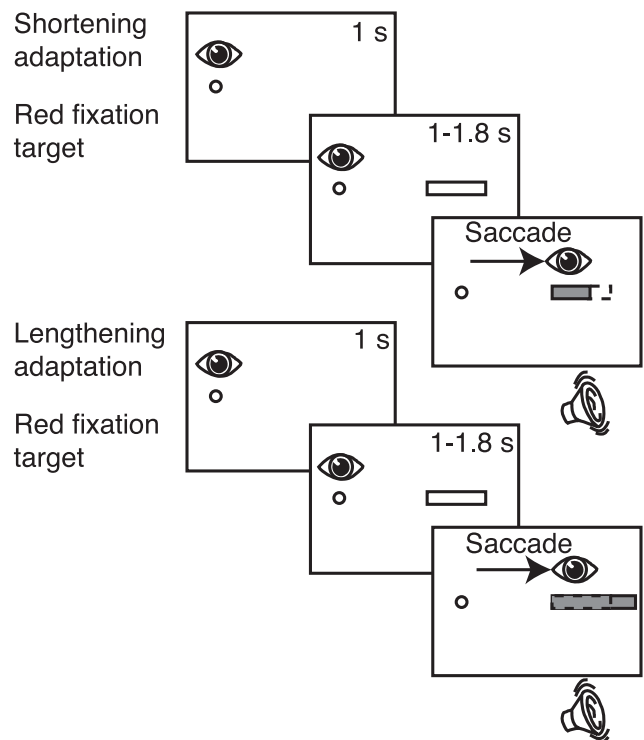 Shortening
adaptation
1 s
Red fixation
target
1-1.8 s
Saccade
Lengthening
adaptation
1 s
Red fixation
target
1-1.8 s
Saccade